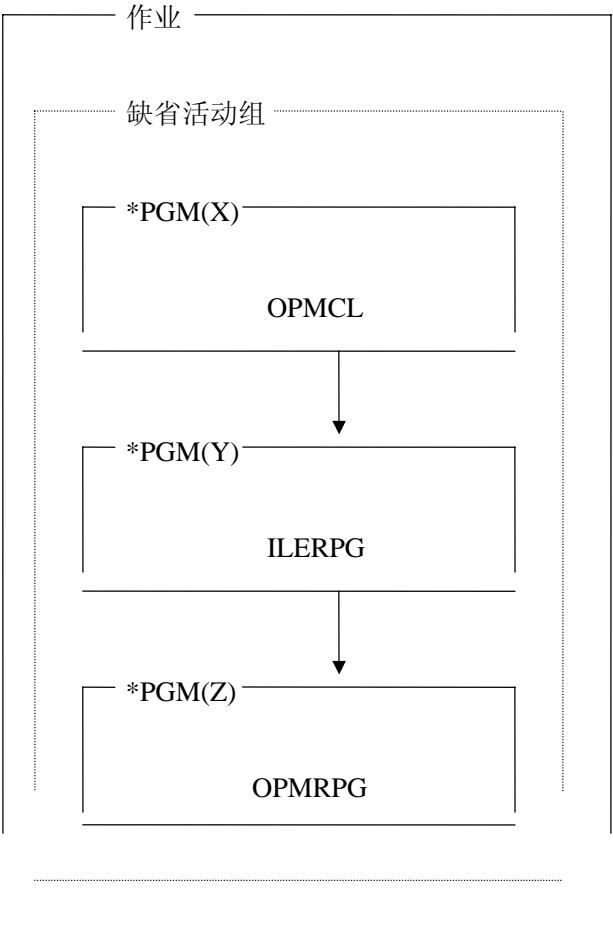 作业
缺省活动组
*PGM(X)
OPMCL
*PGM(Y)
ILERPG
*PGM(Z)
OPMRPG